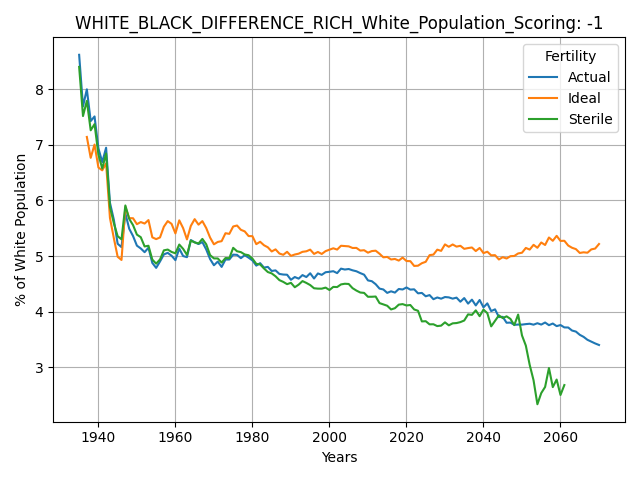 WHITE_BLACK_DIFFERENCE_RICH_White_Population_Scoring: -1
Fertility
Actual
Ideal
Sterile
% of White Population
8
7
6
5
4
3
1940 1960 1980 2000 2020 2040 2060
Years